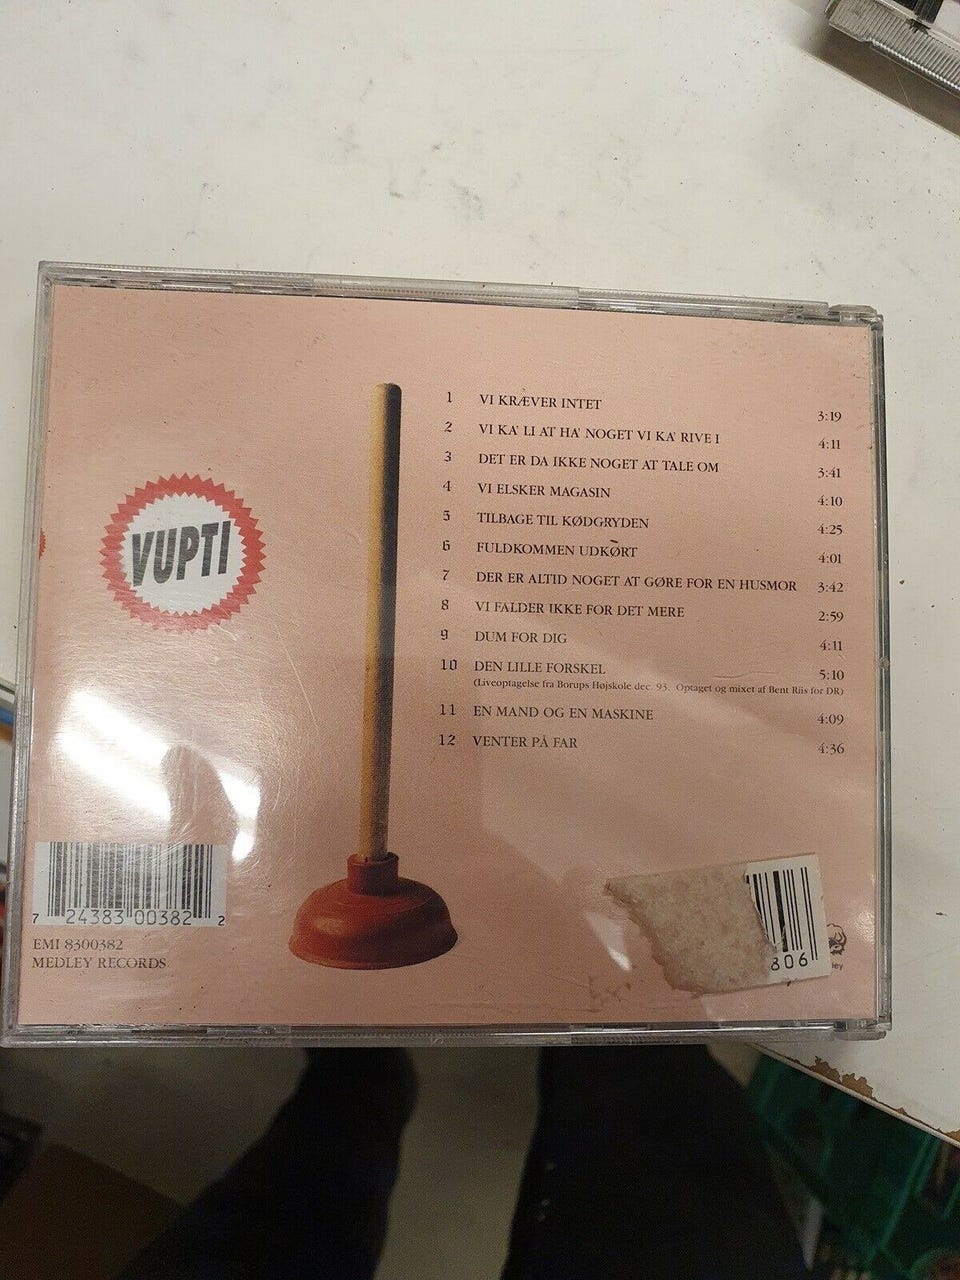 VUPTI
1 VI KRÆVER INTET 3:19
2 VI KA' LI AT HA' NOGET VI KA' RIVE I 4:11
3 DET ER DA IKKE NOGET AT TALE OM 3:41
4 VI ELSKER MAGASIN 4:10
5 TILBAGE TIL KØDGRYDEN 4:25
6 FULDKOMMEN UDKØRT 4:01
7 DER ER ALTID NOGET AT GØRE FOR EN HUSMOR 3:42
8 VI FALDER IKKE FOR DET MERE 2:59
9 DUM FOR DIG 4:11
10 DEN LILLE FORSKEL 5:10
(Liveoptagelse fra Borups Højskole dec. 93. Optaget og mixet af Bent Riis for DR)
11 EN MAND OG EN MASKINE 4:09
12 VENTER PÅ FAR 4:36
7 24383 00382 2
EMI 8300382
MEDLEY RECORDS
806